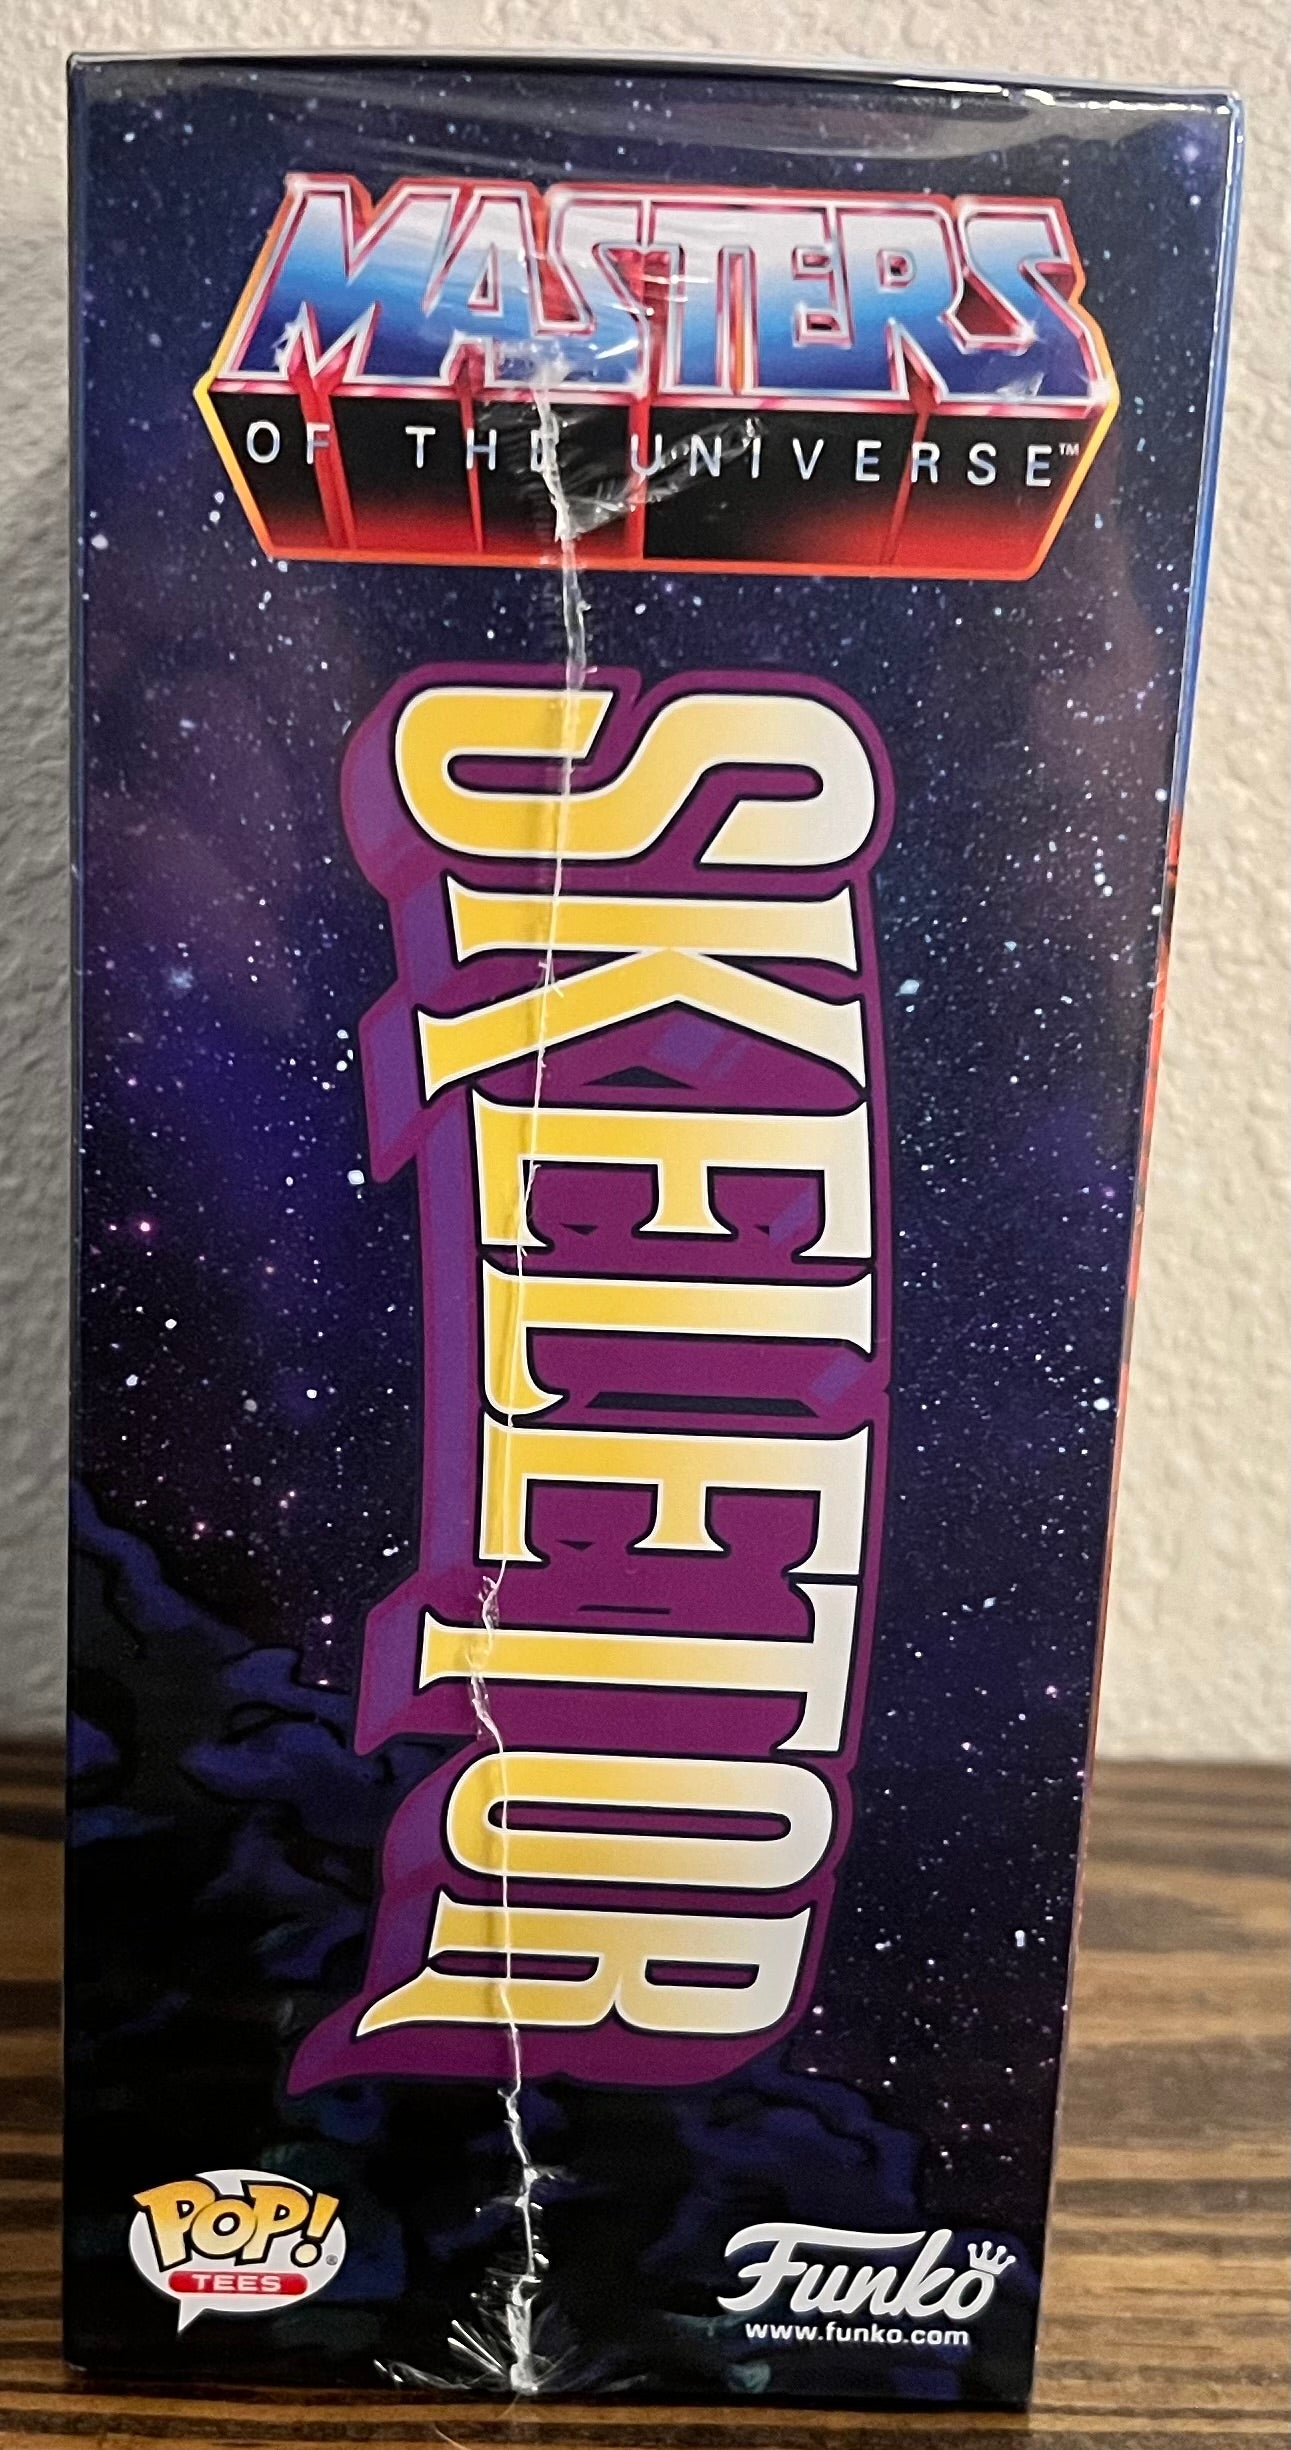 MASTERS
OF THE UNIVERSE™
SKELETOR
POP!®
TEES
Funko
www.funko.com